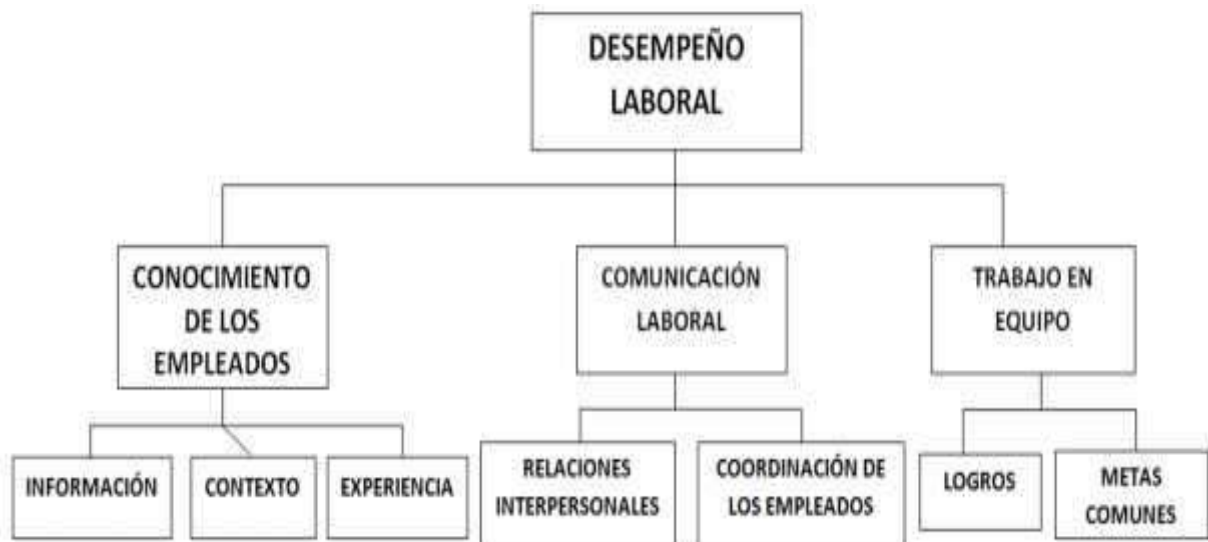 DESEMPEÑO
LABORAL
CONOCIMIENTO
DE LOS
EMPLEADOS
COMUNICACIÓN
LABORAL
TRABAJO EN
EQUIPO
INFORMACIÓN
CONTEXTO
EXPERIENCIA
RELACIONES
INTERPERSONALES
COORDINACIÓN DE
LOS EMPLEADOS
LOGROS
METAS
COMUNES